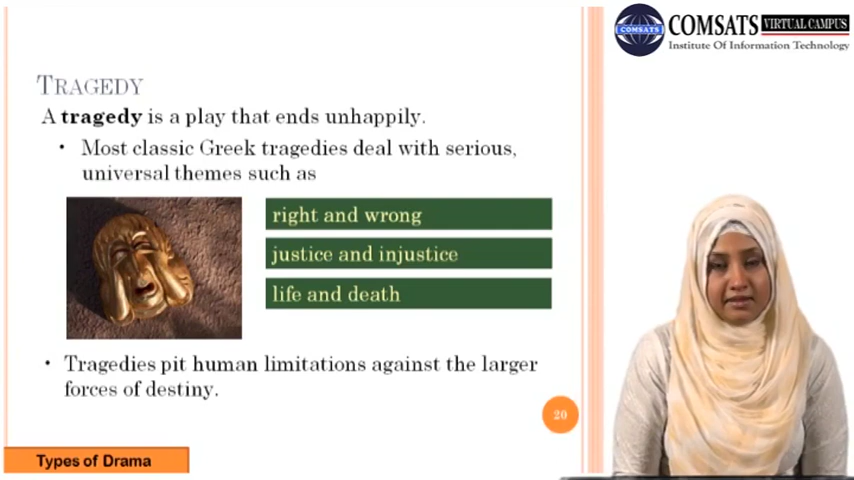 COMSATS VIRTUAL CAMPUS
COMSATS
Institute Of Information Technology
TRAGEDY
A tragedy is a play that ends unhappily.
• Most classic Greek tragedies deal with serious,
universal themes such as
right and wrong
justice and injustice
life and death
• Tragedies pit human limitations against the larger
forces of destiny.
20
Types of Drama